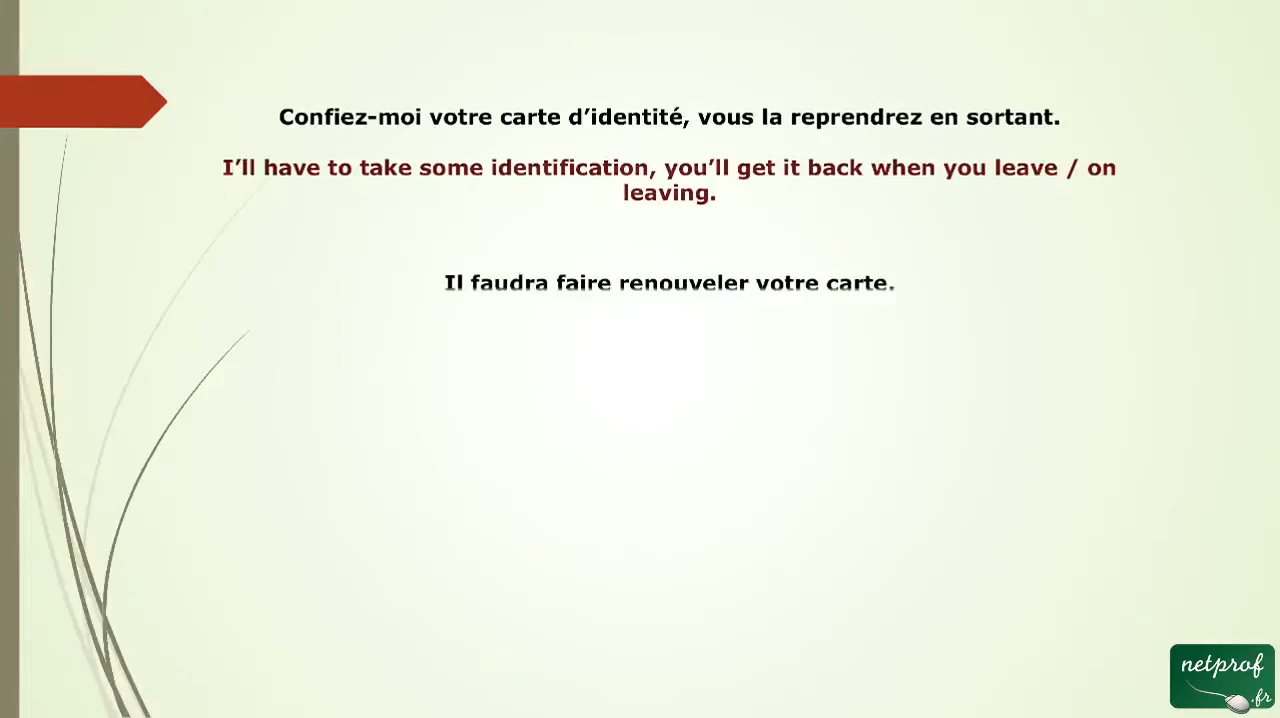 Confiez-moi votre carte d’identité, vous la reprendrez en sortant.
I’ll have to take some identification, you’ll get it back when you leave / on
leaving.
Il faudra faire renouveler votre carte.
netprof
.fr